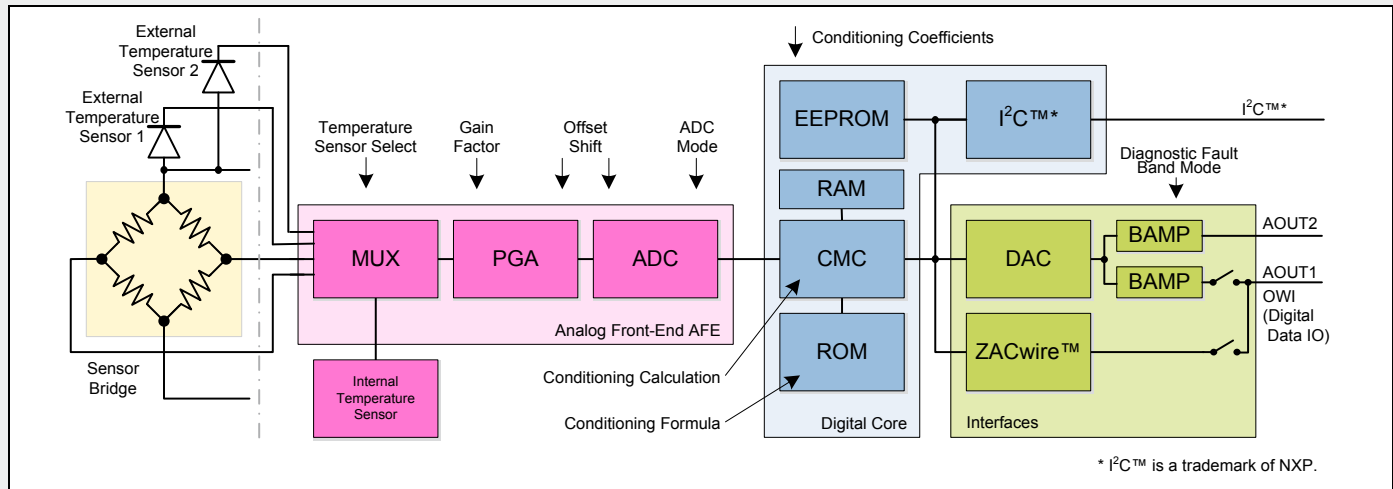 External
Temperature
Sensor 2
External
Temperature
Sensor 1
Temperature
Sensor Select
Gain
Factor
Offset
Shift
ADC
Mode
Conditioning Coefficients
EEPROM
I²C™*
I²C™*
Diagnostic Fault
Band Mode
RAM
MUX
PGA
ADC
CMC
DAC
BAMP
AOUT2
BAMP
AOUT1
OWI
(Digital
Data IO)
Analog Front-End AFE
ROM
ZACwire™
Sensor
Bridge
Internal
Temperature
Sensor
Conditioning Calculation
Conditioning Formula
Digital Core
Interfaces
* I²C™ is a trademark of NXP.